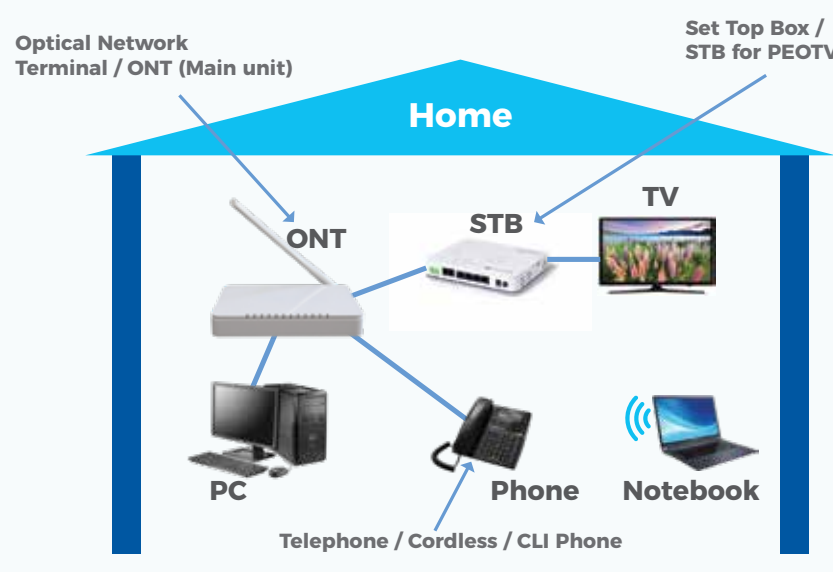 Optical Network
Terminal / ONT (Main unit)
Set Top Box /
STB for PEOTV
Home
TV
STB
ONT
PC
Phone
Notebook
Telephone / Cordless / CLI Phone